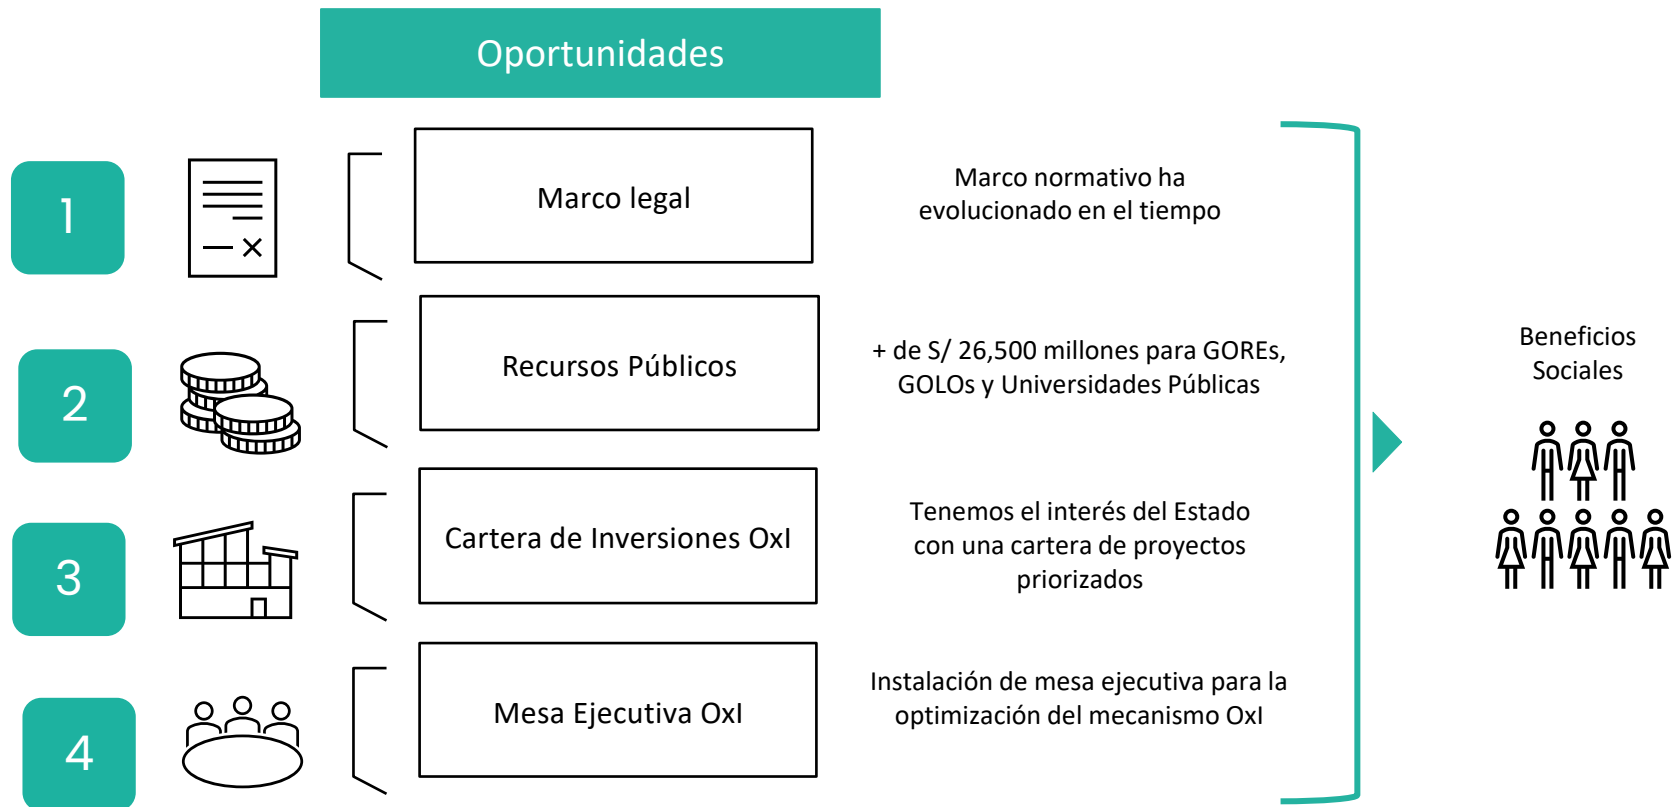 Oportunidades
1
Marco legal
Marco normativo ha
evolucionado en el tiempo
2
Recursos Públicos
+ de S/ 26,500 millones para GOREs,
GOLOs y Universidades Públicas
3
Cartera de Inversiones OxI
Tenemos el interés del Estado
con una cartera de proyectos
priorizados
4
Mesa Ejecutiva OxI
Instalación de mesa ejecutiva para la
optimización del mecanismo OxI
Beneficios
Sociales